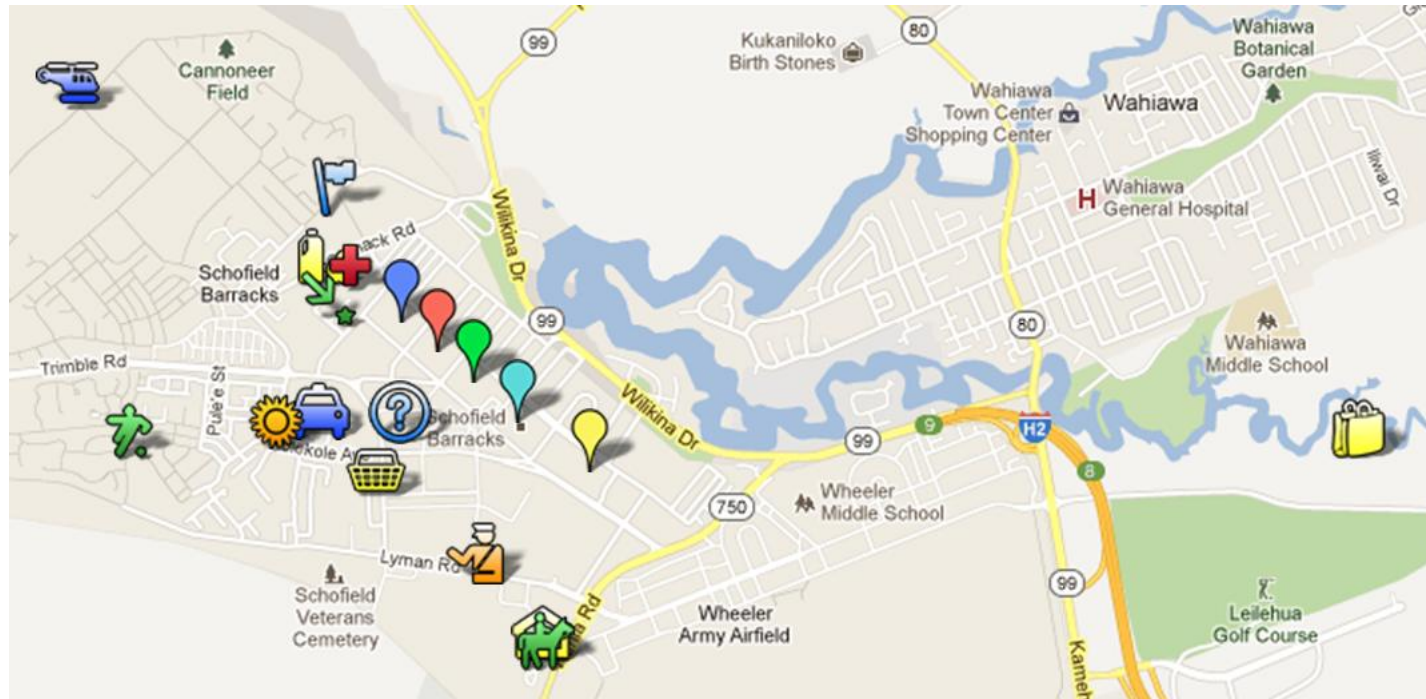 99
80
Kukaniloko
Birth Stones
Wahiawa
Botanical
Garden
Cannoneer
Field
Wahiawa
Town Center
Shopping Center
Wahiawa
Iliwai Dr
H
Wahiawa
General Hospital
Wilikina Dr
Schofield
Barracks
99
80
Wahiawa
Middle School
Trimble Rd
Pule'e St
?
Schofield
Barracks
Wilikina Dr
99
9
H2
8
750
Wheeler
Middle School
Lyman Rd
Schofield
Veterans
Cemetery
99
Wheeler
Army Airfield
Leilehua
Golf Course
Rd